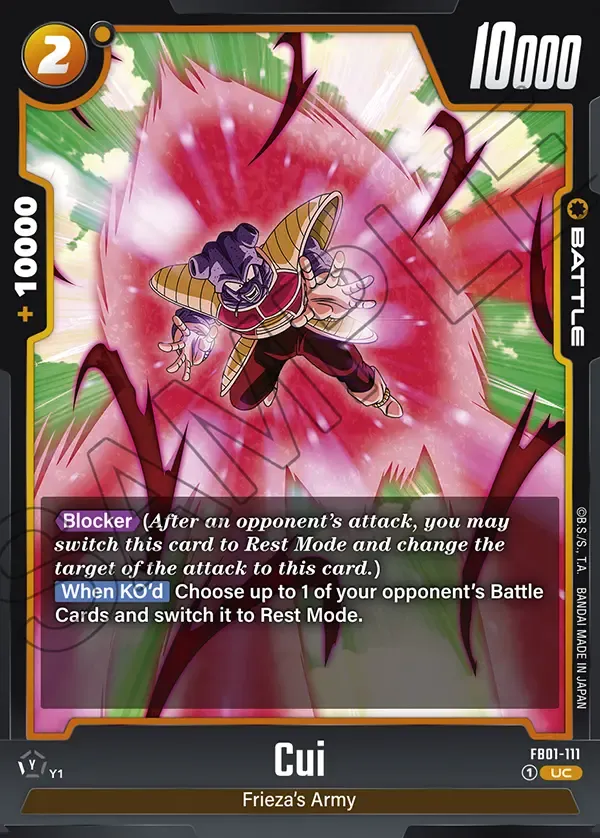 2
10000
+ 10000
BATTLE
SAMPLE
Blocker (After an opponent's attack, you may
switch this card to Rest Mode and change the
target of the attack to this card.)
When KO'd Choose up to 1 of your opponent's Battle
Cards and switch it to Rest Mode.
©B.S./S., T.A. BANDAI MADE IN JAPAN
Cui
FB01-111
Y Y1
1 UC
Frieza's Army